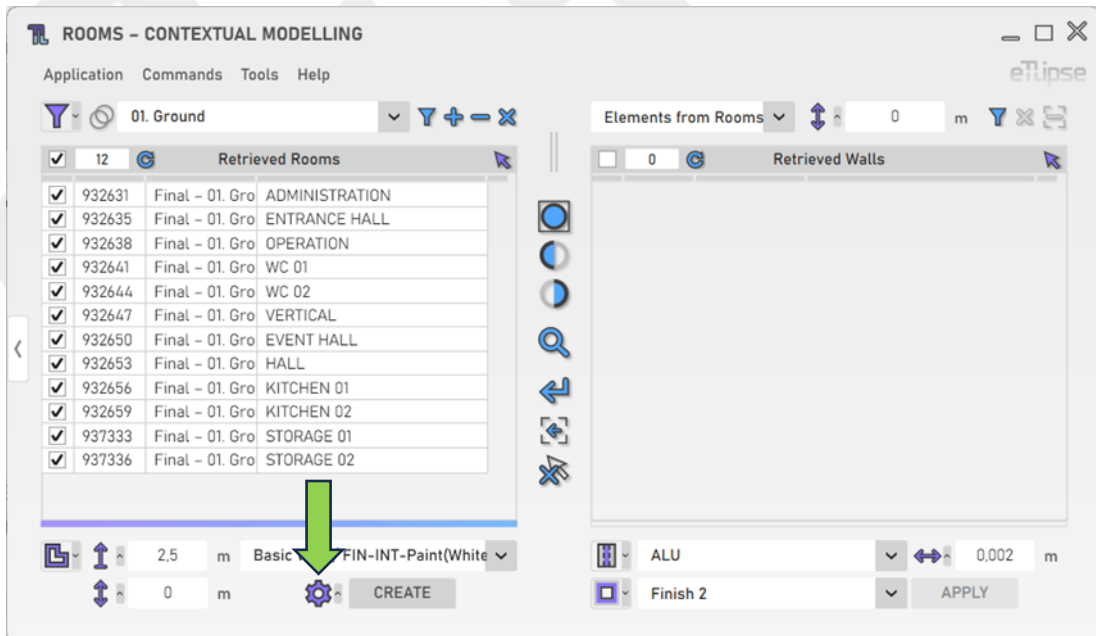 ROOMS – CONTEXTUAL MODELLING
Application Commands Tools Help
eTLipse
01. Ground
Elements from Rooms 0 m
12 Retrieved Rooms
0 Retrieved Walls
932631 Final – 01. Gro ADMINISTRATION
932635 Final – 01. Gro ENTRANCE HALL
932638 Final – 01. Gro OPERATION
932641 Final – 01. Gro WC 01
932644 Final – 01. Gro WC 02
932647 Final – 01. Gro VERTICAL
932650 Final – 01. Gro EVENT HALL
932653 Final – 01. Gro HALL
932656 Final – 01. Gro KITCHEN 01
932659 Final – 01. Gro KITCHEN 02
937333 Final – 01. Gro STORAGE 01
937336 Final – 01. Gro STORAGE 02
2,5 m Basic FIN-INT-Paint(White
ALU 0,002 m
0 m CREATE
Finish 2 APPLY